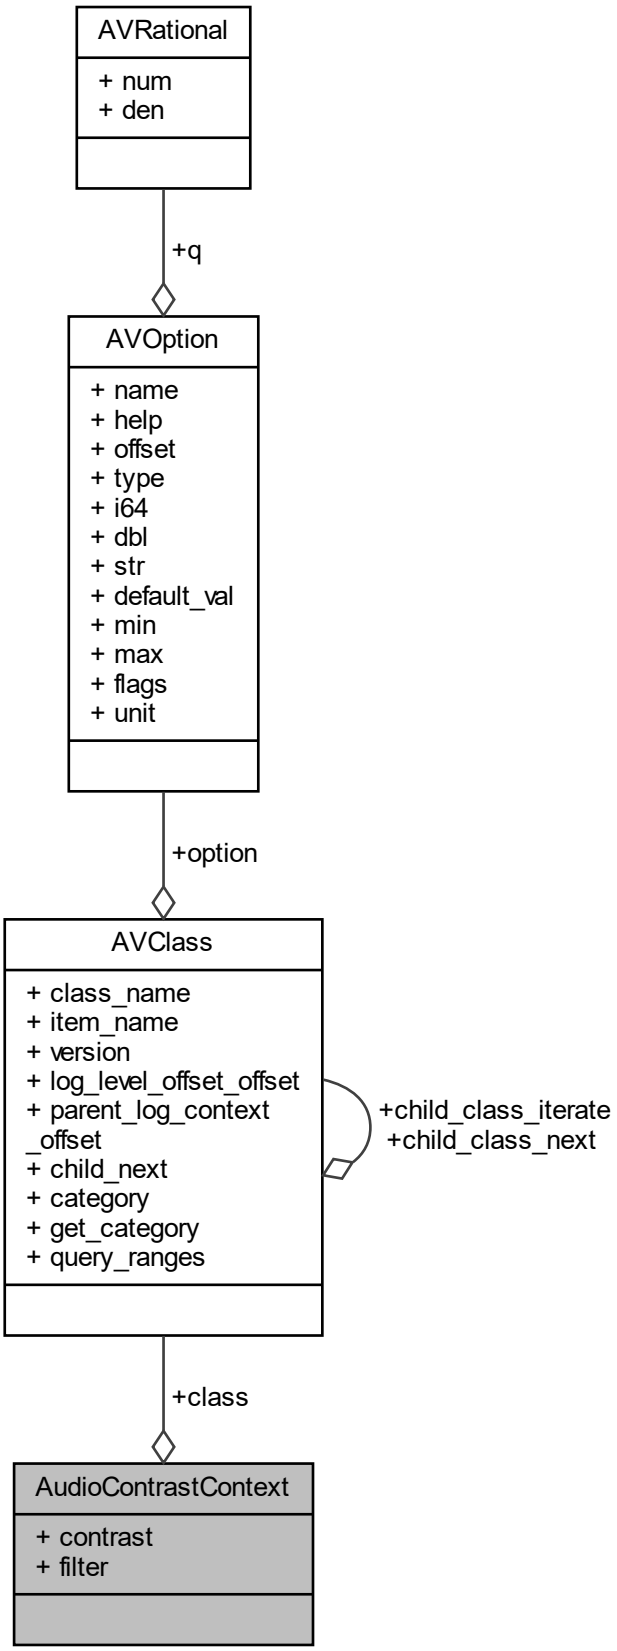 AVRational
+ num
+ den
+q
AVOption
+ name
+ help
+ offset
+ type
+ i64
+ dbl
+ str
+ default_val
+ min
+ max
+ flags
+ unit
+option
AVClass
+ class_name
+ item_name
+ version
+ log_level_offset_offset
+ parent_log_context
_offset
+ child_next
+ category
+ get_category
+ query_ranges
+child_class_iterate
+child_class_next
+class
AudioContrastContext
+ contrast
+ filter